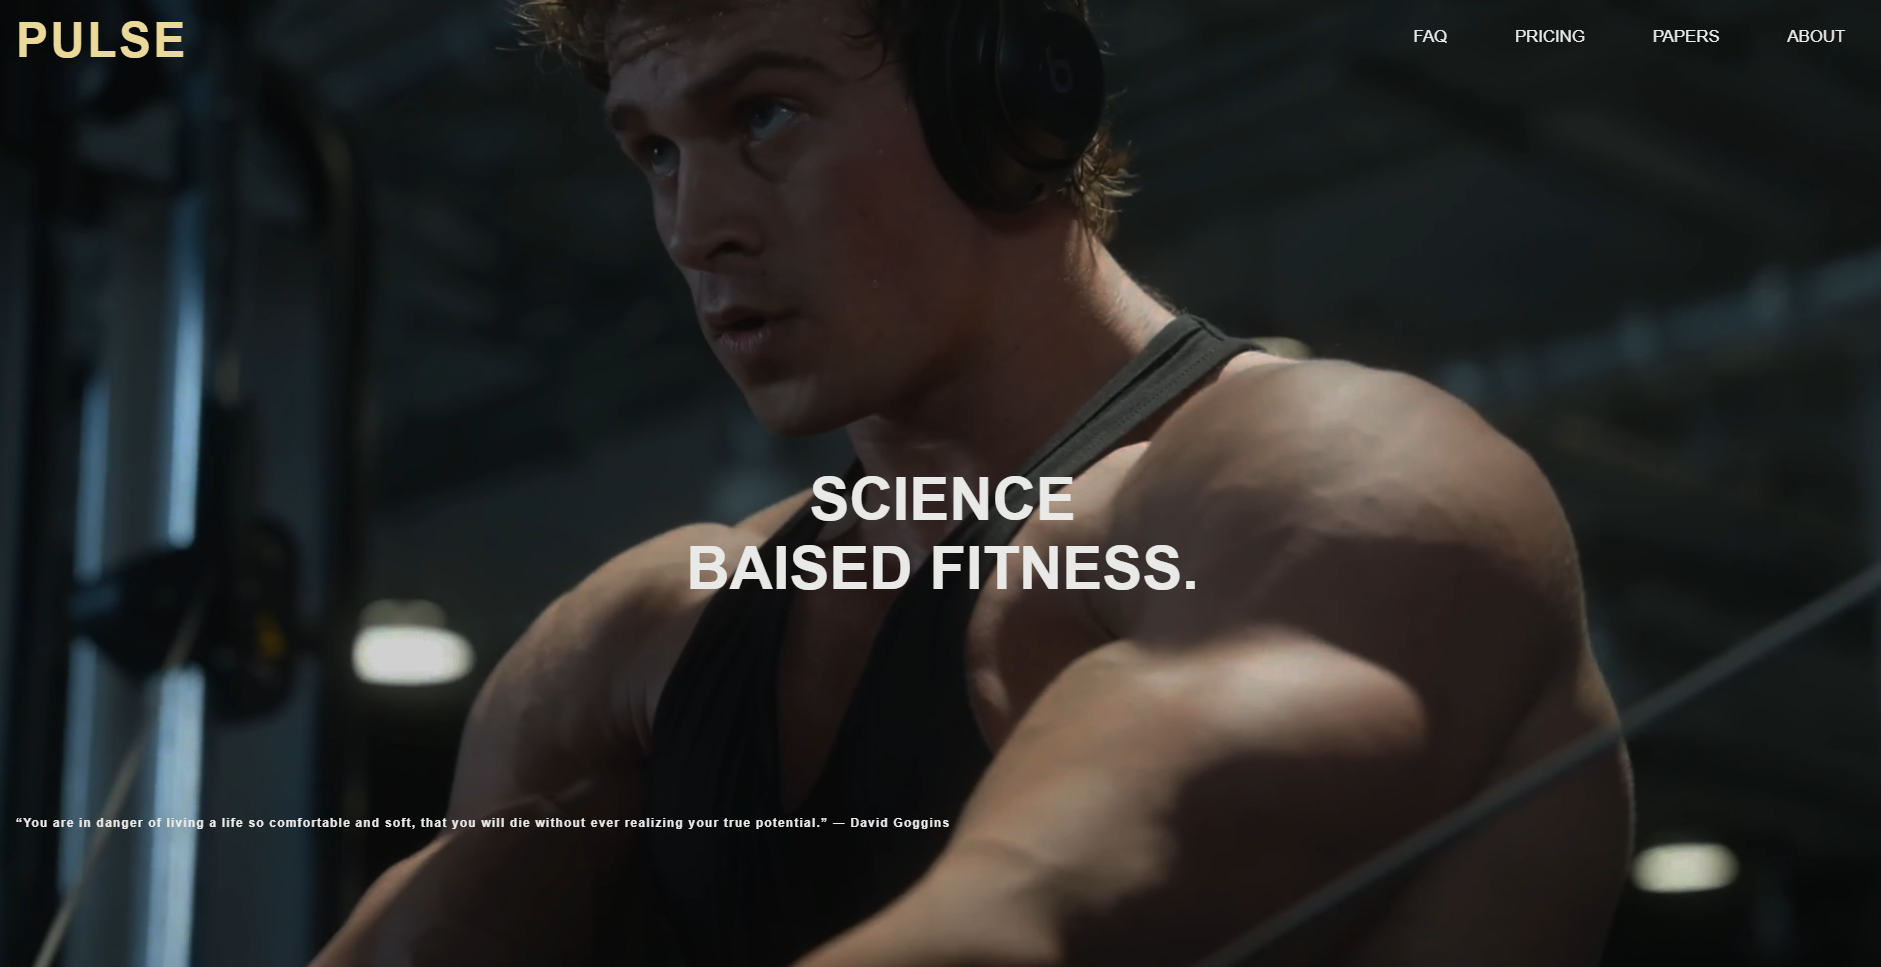 PULSE
FAQ PRICING PAPERS ABOUT
SCIENCE
BAISED FITNESS.
“You are in danger of living a life so comfortable and soft, that you will die without ever realizing your true potential.” — David Goggins